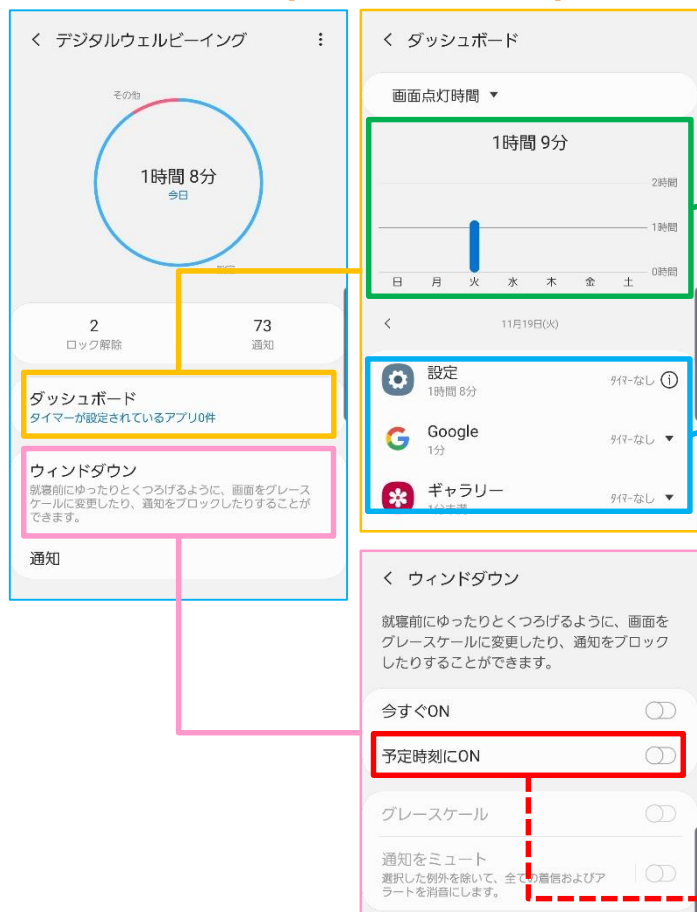 デジタルウェルビーイング
その他
1時間 8分
今日
2
ロック解除
73
通知
ダッシュボード
タイマーが設定されているアプリ0件
ウィンドダウン
就寝前にゆったりとくつろげるように、画面をグレース
ケールに変更したり、通知をブロックしたりすることが
できます。
通知
ダッシュボード
画面点灯時間 ▼
1時間 9分
2時間
1時間
0時間
日 月 火 水 木 金 土
11月19日(火)
設定
1時間 8分
タイマーなし
Google
1分
タイマーなし ▼
ギャラリー
1分未満
タイマーなし ▼
ウィンドダウン
就寝前にゆったりとくつろげるように、画面を
グレースケールに変更したり、通知をブロック
したりすることができます。
今すぐON
予定時刻にON
グレースケール
通知をミュート
選択した例外を除いて、全ての着信およびア
ラートを消音にします。